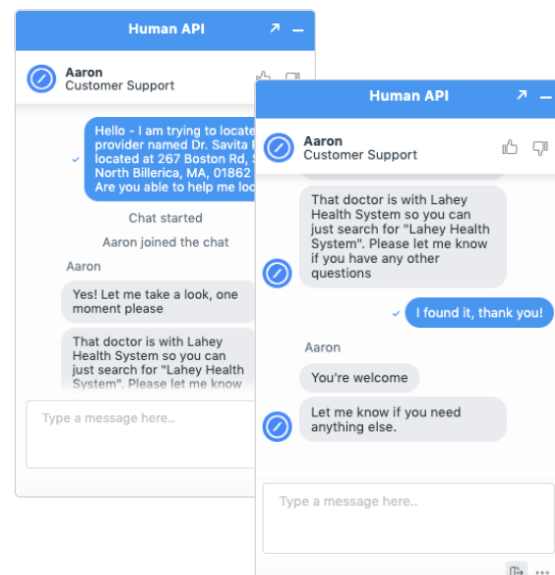 Human API
Aaron
Customer Support
Hello - I am trying to locate
provider named Dr. Savita
located at 267 Boston Rd,
North Billerica, MA, 01862
Are you able to help me
Chat started
Aaron joined the chat
Aaron
Yes! Let me take a look, one
moment please
That doctor is with Lahey
Health System so you can
just search for "Lahey Health
System". Please let me know
Type a message here..
Human API
Aaron
Customer Support
That doctor is with Lahey
Health System so you can
just search for "Lahey Health
System". Please let me know
if you have any other
questions
I found it, thank you!
Aaron
You're welcome
Let me know if you need
anything else.
Type a message here..